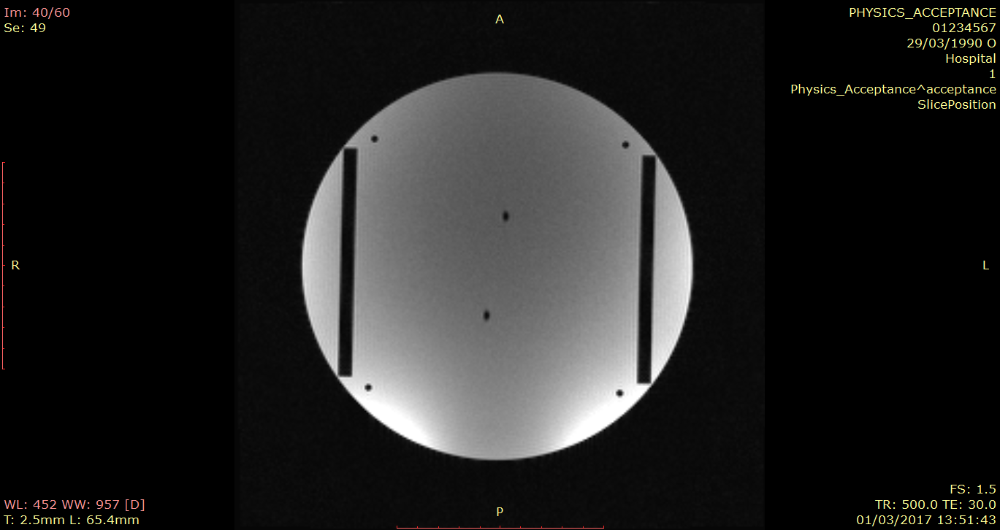 Im: 40/60
Se: 49
A
PHYSICS_ACCEPTANCE
01234567
29/03/1990 O
Hospital
1
Physics_Acceptance^acceptance
SlicePosition
R
L
WL: 452 WW: 957 [D]
T: 2.5mm L: 65.4mm
P
FS: 1.5
TR: 500.0 TE: 30.0
01/03/2017 13:51:43